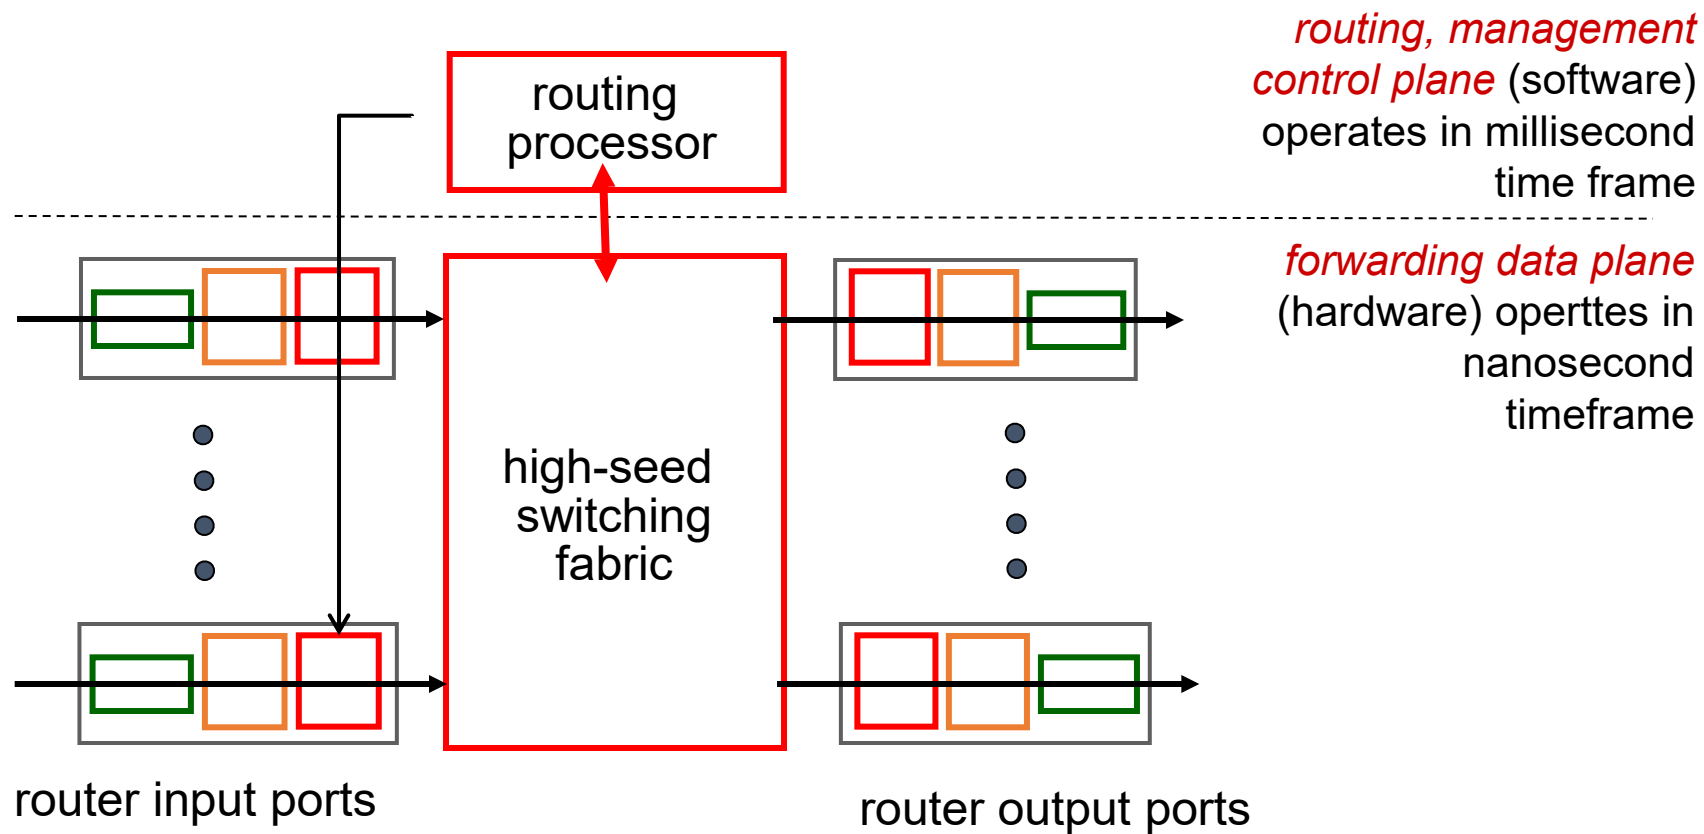 routing, management
control plane (software)
operates in millisecond
time frame
routing
processor
forwarding data plane
(hardware) operttes in
nanosecond
timeframe
high-seed
switching
fabric
router input ports
router output ports